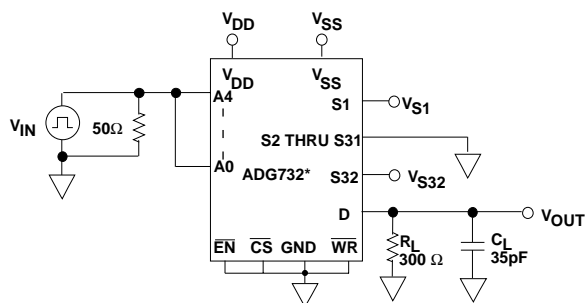 VDD VSS
VDD VSS
A4
S1 VS1
VIN 50Ω
S2 THRU S31
A0
ADG732*
S32 VS32
D VOUT
EN CS GND WR
RL
300 Ω
CL
35pF